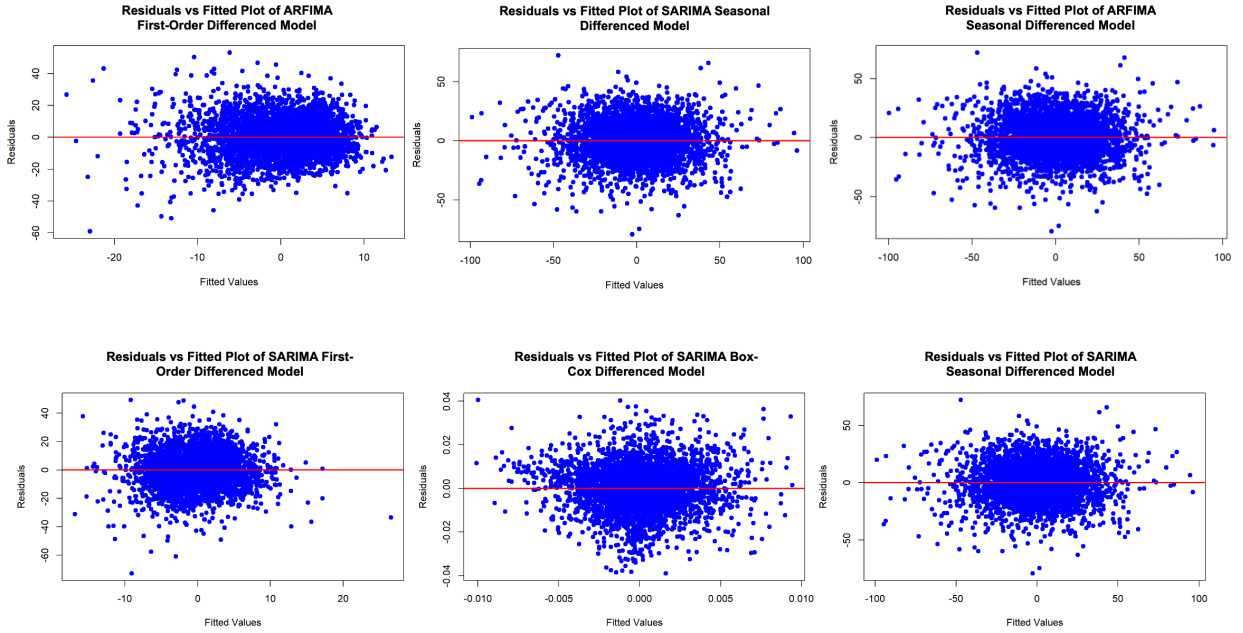 Residuals vs Fitted Plot of ARFIMA
First-Order Differenced Model
Residuals
40
20
0
-20
-40
-60
-20
-10
0
10
Fitted Values
Residuals vs Fitted Plot of SARIMA Seasonal
Differenced Model
Residuals
50
0
-50
-100
-50
0
50
100
Fitted Values
Residuals vs Fitted Plot of ARFIMA
Seasonal Differenced Model
Residuals
50
0
-50
-100
-50
0
50
100
Fitted Values
Residuals vs Fitted Plot of SARIMA First-
Order Differenced Model
Residuals
40
20
0
-20
-40
-60
-10
0
10
20
Fitted Values
Residuals vs Fitted Plot of SARIMA Box-
Cox Differenced Model
Residuals
0.04
0.02
0.00
-0.02
-0.04
-0.010
-0.005
0.000
0.005
0.010
Fitted Values
Residuals vs Fitted Plot of SARIMA
Seasonal Differenced Model
Residuals
50
0
-50
-100
-50
0
50
100
Fitted Values